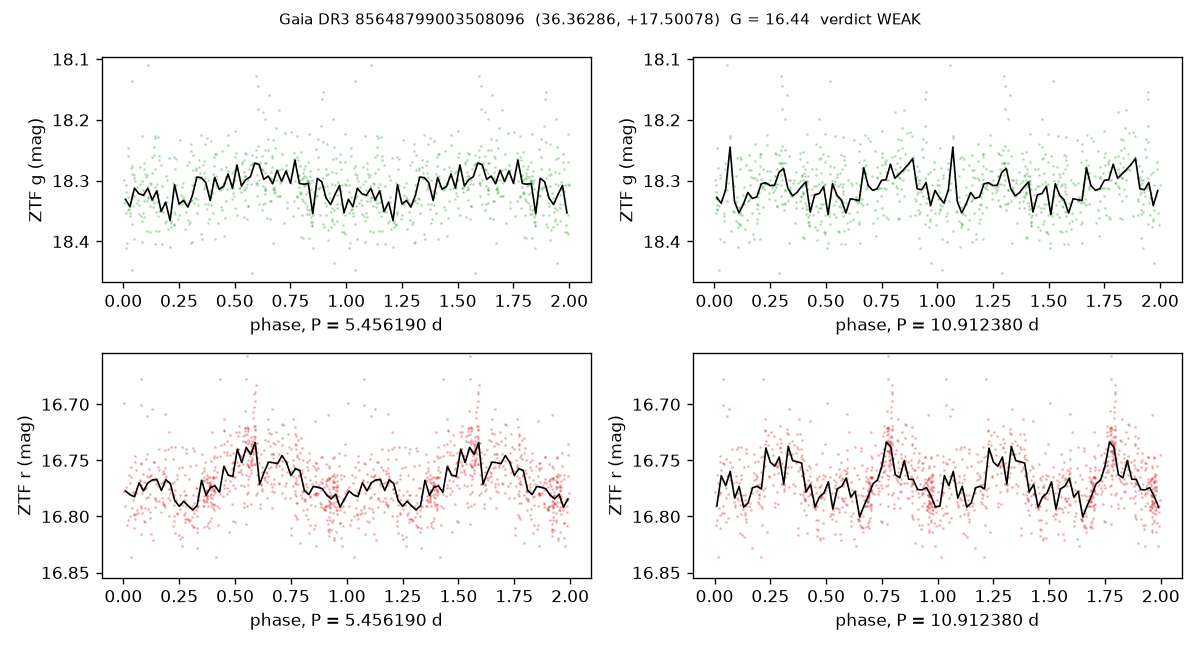 Gaia DR3 85648799003508096 (36.36286, +17.50078) G = 16.44 verdict WEAK
ZTF g (mag)
18.1
18.2
18.3
18.4
0.00 0.25 0.50 0.75 1.00 1.25 1.50 1.75 2.00
phase, P = 5.456190 d
ZTF g (mag)
18.1
18.2
18.3
18.4
0.00 0.25 0.50 0.75 1.00 1.25 1.50 1.75 2.00
phase, P = 10.912380 d
ZTF r (mag)
16.70
16.75
16.80
16.85
0.00 0.25 0.50 0.75 1.00 1.25 1.50 1.75 2.00
phase, P = 5.456190 d
ZTF r (mag)
16.70
16.75
16.80
16.85
0.00 0.25 0.50 0.75 1.00 1.25 1.50 1.75 2.00
phase, P = 10.912380 d